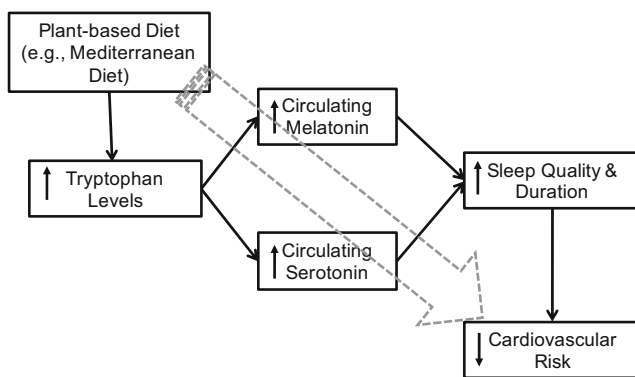 Plant-based Diet
(e.g., Mediterranean
Diet)
Circulating
Melatonin
Tryptophan
Levels
Sleep Quality &
Duration
Circulating
Serotonin
Cardiovascular
Risk